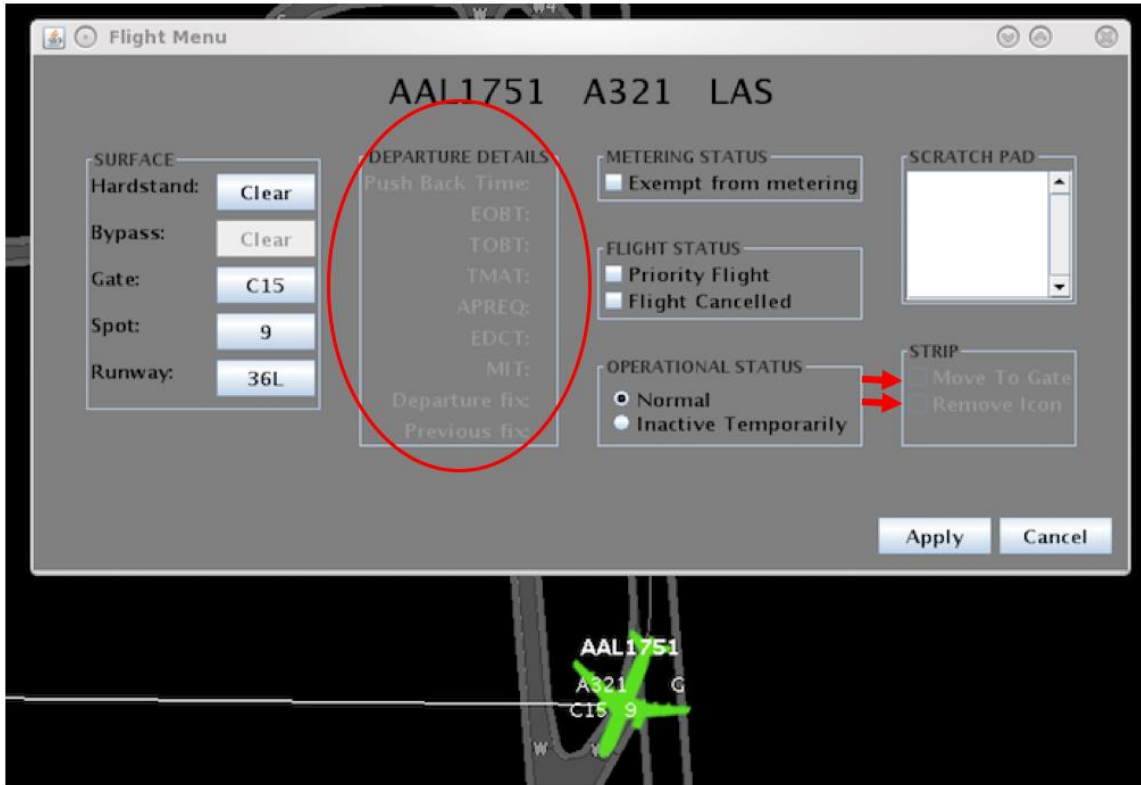 W
W4
Flight Menu
AAL1751 A321 LAS
SURFACE
Hardstand: Clear
Bypass: Clear
Gate: C15
Spot: 9
Runway: 36L
DEPARTURE DETAILS
Push Back Time:
EOBT:
TOBT:
TMAT:
APREQ:
EDCT:
MIT:
Departure fix:
Previous fix:
METERING STATUS
Exempt from metering
FLIGHT STATUS
Priority Flight
Flight Cancelled
OPERATIONAL STATUS
Normal
Inactive Temporarily
SCRATCH PAD
STRIP
Move To Gate
Remove Icon
Apply Cancel
AAL1751
A321 G
C15 9
W W